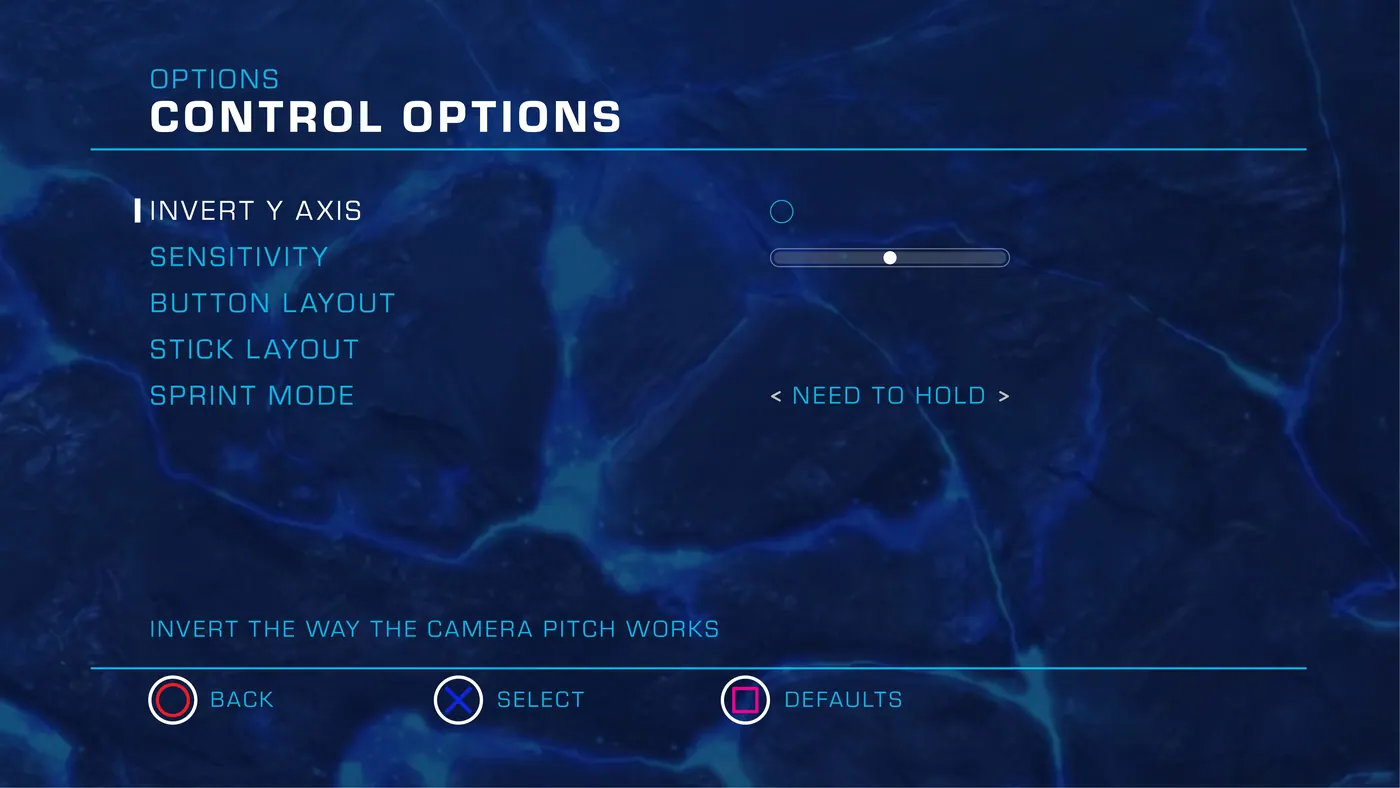 OPTIONS
CONTROL OPTIONS
INVERT Y AXIS
SENSITIVITY
BUTTON LAYOUT
STICK LAYOUT
SPRINT MODE < NEED TO HOLD >
INVERT THE WAY THE CAMERA PITCH WORKS
BACK SELECT DEFAULTS